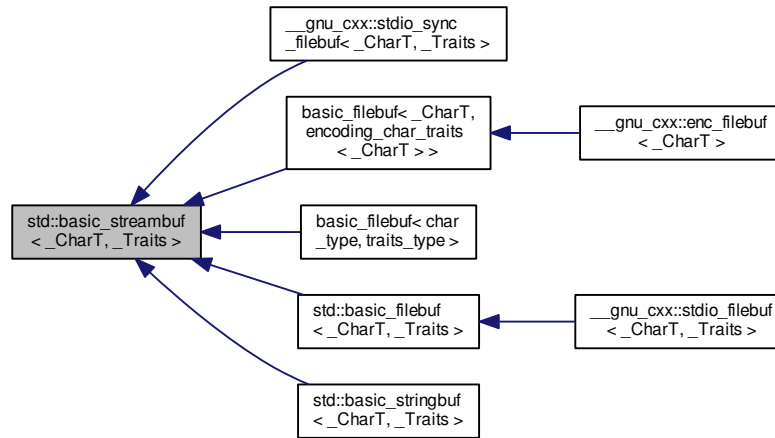 __gnu_cxx::stdio_sync
_filebuf< _CharT, _Traits >
basic_filebuf< _CharT,
encoding_char_traits
< _CharT > >
__gnu_cxx::enc_filebuf
< _CharT >
std::basic_streambuf
< _CharT, _Traits >
basic_filebuf< char
_type, traits_type >
std::basic_filebuf
< _CharT, _Traits >
__gnu_cxx::stdio_filebuf
< _CharT, _Traits >
std::basic_stringbuf
< _CharT, _Traits >